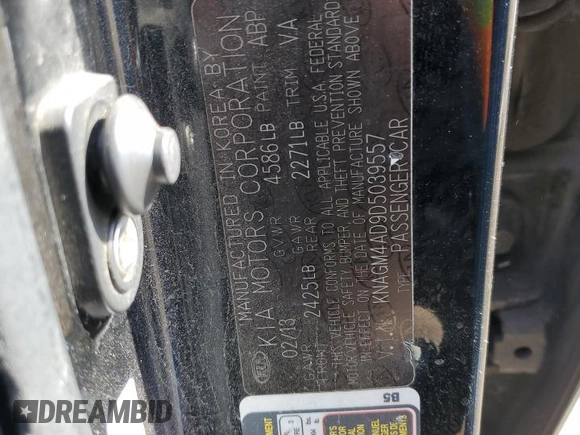 MANUFACTURED IN KOREA BY
KIA KIA MOTORS CORPORATION
02/13 GVWR 4586LB PAINT ABP
GAWR FRONT 2425LB GAWR REAR 2271LB TRIM VA
THIS VEHICLE CONFORMS TO ALL APPLICABLE U.S.A. FEDERAL
MOTOR VEHICLE SAFETY, BUMPER, AND THEFT PREVENTION STANDARDS
IN EFFECT ON THE DATE OF MANUFACTURE SHOWN ABOVE
KNAGM4AD9D5039557
TYPE PASSENGER CAR
B5
DREAMBID